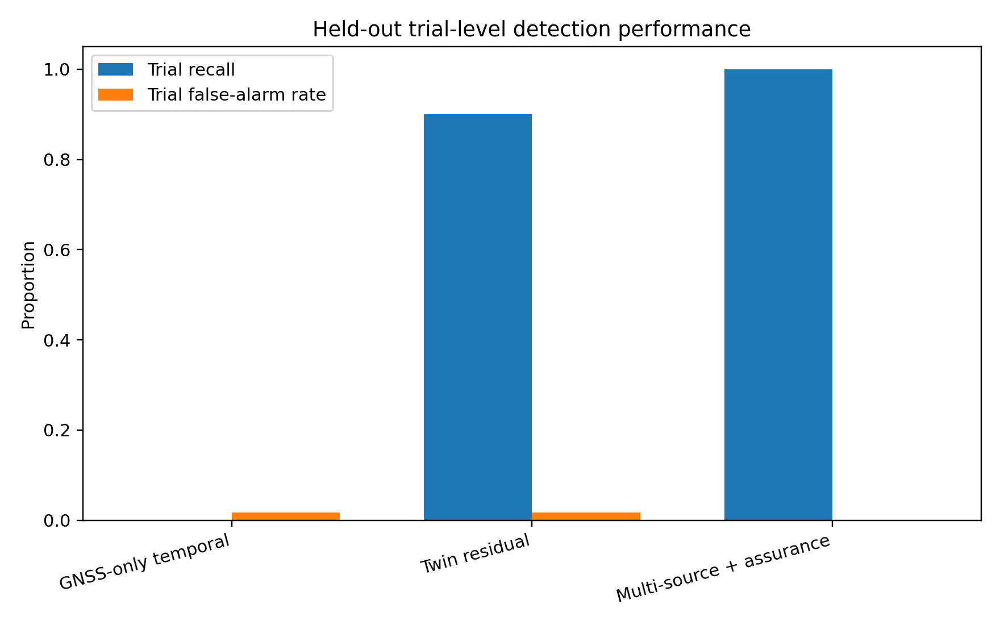 Held-out trial-level detection performance
Trial recall
Trial false-alarm rate
Proportion
1.0
0.8
0.6
0.4
0.2
0.0
GNSS-only temporal
Twin residual
Multi-source + assurance